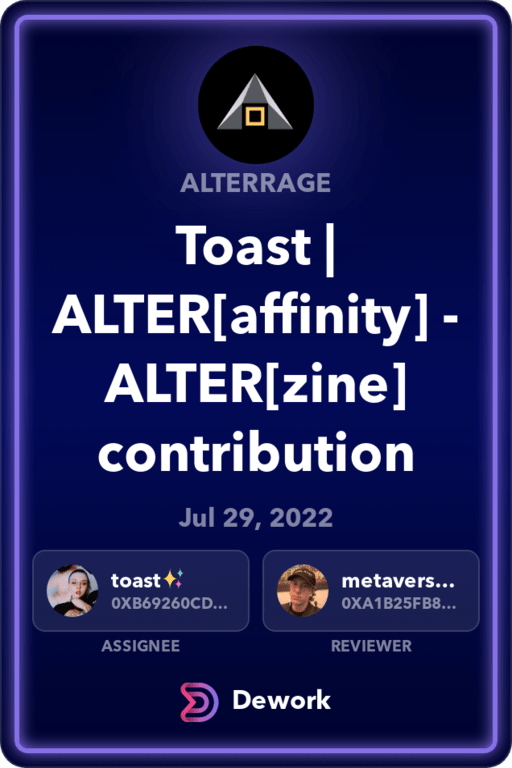 ALTERRAGE
Toast |
ALTER[affinity] -
ALTER[zine]
contribution
Jul 29, 2022
toast✨
0XB69260CD...
ASSIGNEE
metavers...
0XA1B25FB8...
REVIEWER
Dework